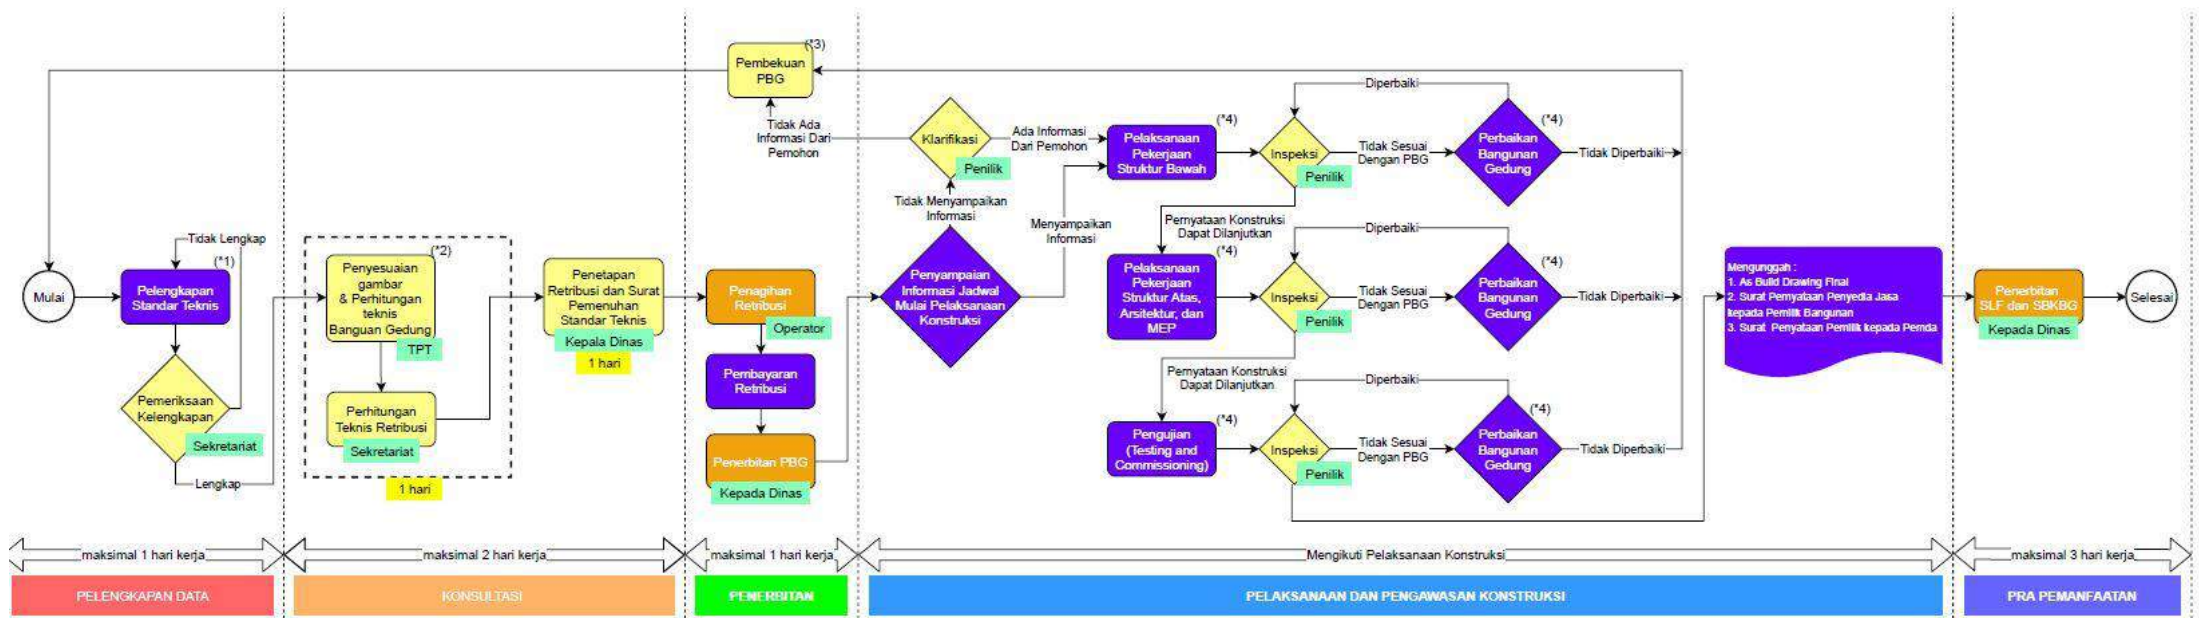 Mulai
Tidak Lengkap
(*1)
Pelengkapan
Standar Teknis
Pemeriksaan
Kelengkapan
Sekretariat
Lengkap
(*2)
Penyesuaian
gambar
& Perhitungan
teknis
Banguan Gedung
TPT
Perhitungan
Teknis Retribusi
Sekretariat
1 hari
Penetapan
Retribusi dan Surat
Pemenuhan
Standar Teknis
Kepala Dinas
1 hari
(*3)
Pembekuan
PBG
Tidak Ada
Informasi Dari
Pemohon
Penagihan
Retribusi
Operator
Pembayaran
Retribusi
Penerbitan PBG
Kepada Dinas
Klarifikasi
Penilik
Ada Informasi
Dari Pemohon
Tidak Menyampaikan
Informasi
Menyampaikan
Informasi
Penyampaian
Informasi Jadwal
Mulai Pelaksanaan
Konstruksi
(*4)
Pelaksanaan
Pekerjaan
Struktur Bawah
Diperbaiki
Inspeksi
Penilik
Tidak Sesuai
Dengan PBG
(*4)
Perbaikan
Bangunan
Gedung
Tidak Diperbaiki
Pernyataan Konstruksi
Dapat Dilanjutkan
(*4)
Pelaksanaan
Pekerjaan
Struktur Atas,
Arsitektur, dan
MEP
Diperbaiki
Inspeksi
Penilik
Tidak Sesuai
Dengan PBG
(*4)
Perbaikan
Bangunan
Gedung
Tidak Diperbaiki
Pernyataan Konstruksi
Dapat Dilanjutkan
(*4)
Pengujian
(Testing and
Commissioning)
Diperbaiki
Inspeksi
Penilik
Tidak Sesuai
Dengan PBG
(*4)
Perbaikan
Bangunan
Gedung
Tidak Diperbaiki
Mengunggah :
1. As Build Drawing Final
2. Surat Pernyataan Penyedia Jasa
kepada Pemilik Bangunan
3. Surat Penyataan Pemilik kepada Pemda
Penerbitan
SLF dan SBKBG
Kepada Dinas
Selesai
maksimal 1 hari kerja
maksimal 2 hari kerja
maksimal 1 hari kerja
Mengikuti Pelaksanaan Konstruksi
maksimal 3 hari kerja
PELENGKAPAN DATA
KONSULTASI
PENERBITAN
PELAKSANAAN DAN PENGAWASAN KONSTRUKSI
PRA PEMANFAATAN